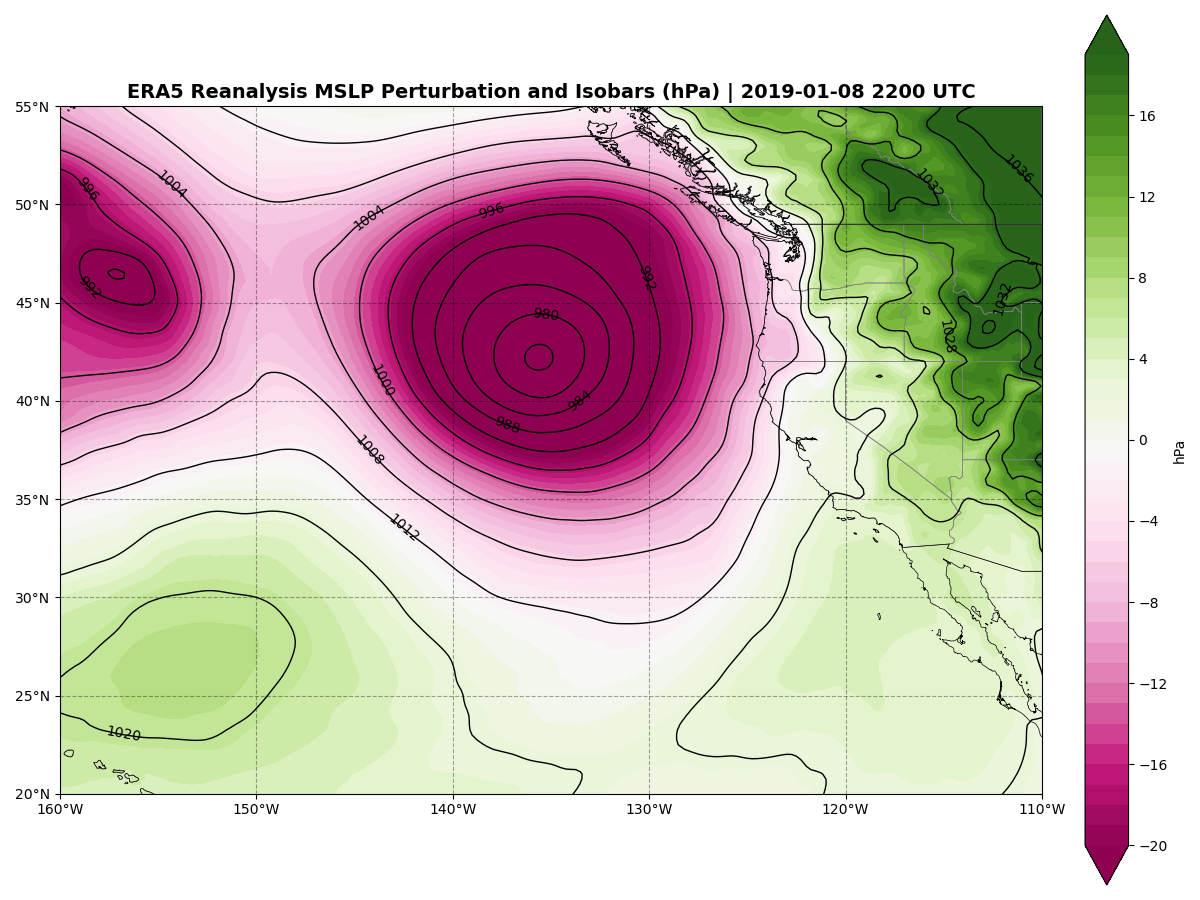 ERA5 Reanalysis MSLP Perturbation and Isobars (hPa) | 2019-01-08 2200 UTC
55°N
50°N
45°N
40°N
35°N
30°N
25°N
20°N
160°W 150°W 140°W 130°W 120°W 110°W
996
1004
1004
996
992
992
980
984
988
1000
1008
1012
1020
1036
1032
1032
1028
16
12
8
4
0
−4
−8
−12
−16
−20
hPa